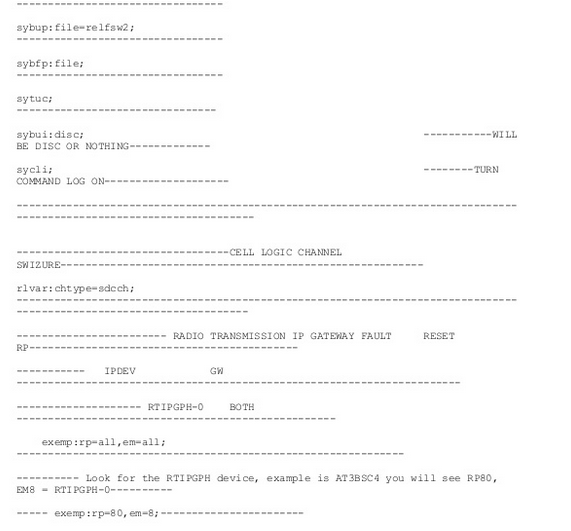 ---------------------------------
sybup:file=relfsw2;
---------------------------------
sybfp:file;
---------------------------------
sytuc;
--------------------------------
sybui:disc; -----------WILL
BE DISC OR NOTHING-------------
sycli; --------TURN
COMMAND LOG ON--------------------
--------------------------------------------------------------------------------
--------------------------------------
----------------------------------CELL LOGIC CHANNEL
SWIZURE----------------------------------------------------------
rlvar:chtype=sdcch;
--------------------------------------------------------------------------------
-------------------------------------
------------------------ RADIO TRANSMISSION IP GATEWAY FAULT RESET
RP-------------------------------------------
----------- IPDEV GW
-----------------------------------------------------------------------
-------------------- RTIPGPH-0 BOTH
---------------------------------------------------
exemp:rp=all,em=all;
--------------------------------------------------------------
---------- Look for the RTIPGPH device, example is AT3BSC4 you will see RP80,
EM8 = RTIPGPH-0----------
----- exemp:rp=80,em=8;-----------------------